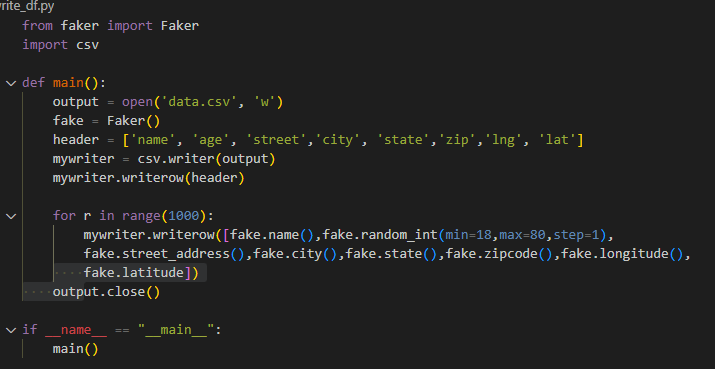 rite_df.py
from faker import Faker
import csv
def main():
output = open('data.csv', 'w')
fake = Faker()
header = ['name', 'age', 'street','city', 'state','zip','lng', 'lat']
mywriter = csv.writer(output)
mywriter.writerow(header)
for r in range(1000):
mywriter.writerow([fake.name(),fake.random_int(min=18,max=80,step=1),
fake.street_address(),fake.city(),fake.state(),fake.zipcode(),fake.longitude(),
fake.latitude])
output.close()
if __name__ == "__main__":
main()